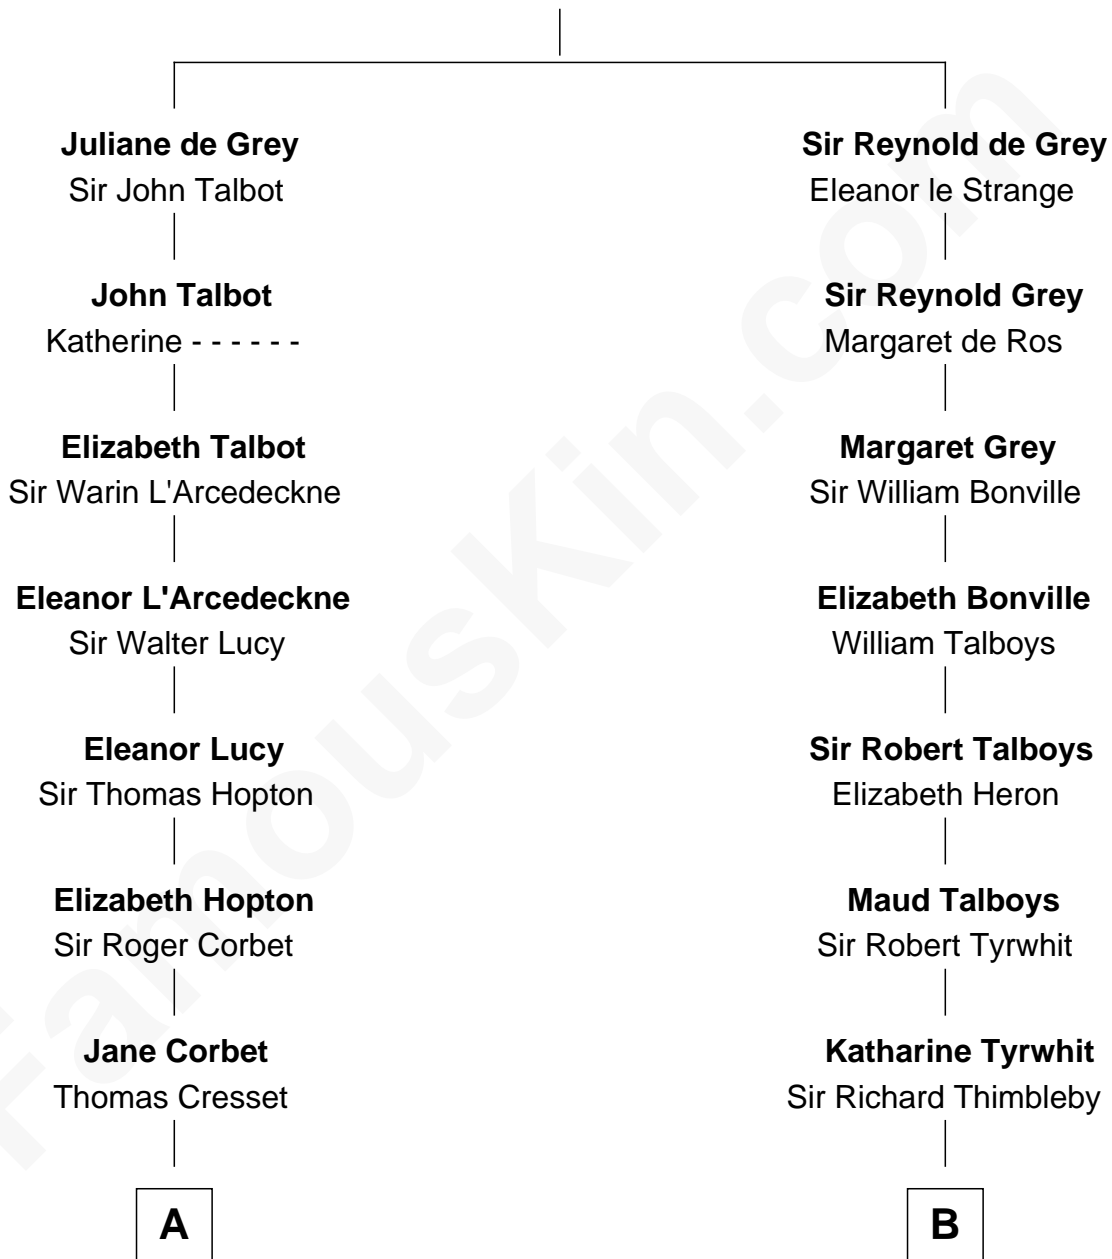 Juliane de Grey
Sir John Talbot
John Talbot
Katherine - - - - - -
Elizabeth Talbot
Sir Warin L'Arcedeckne
Eleanor L'Arcedeckne
Sir Walter Lucy
Eleanor Lucy
Sir Thomas Hopton
Elizabeth Hopton
Sir Roger Corbet
Jane Corbet
Thomas Cresset
A
Sir Reynold de Grey
Eleanor le Strange
Sir Reynold Grey
Margaret de Ros
Margaret Grey
Sir William Bonville
Elizabeth Bonville
William Talboys
Sir Robert Talboys
Elizabeth Heron
Maud Talboys
Sir Robert Tyrwhit
Katharine Tyrwhit
Sir Richard Thimbleby
B
FamousKin.com